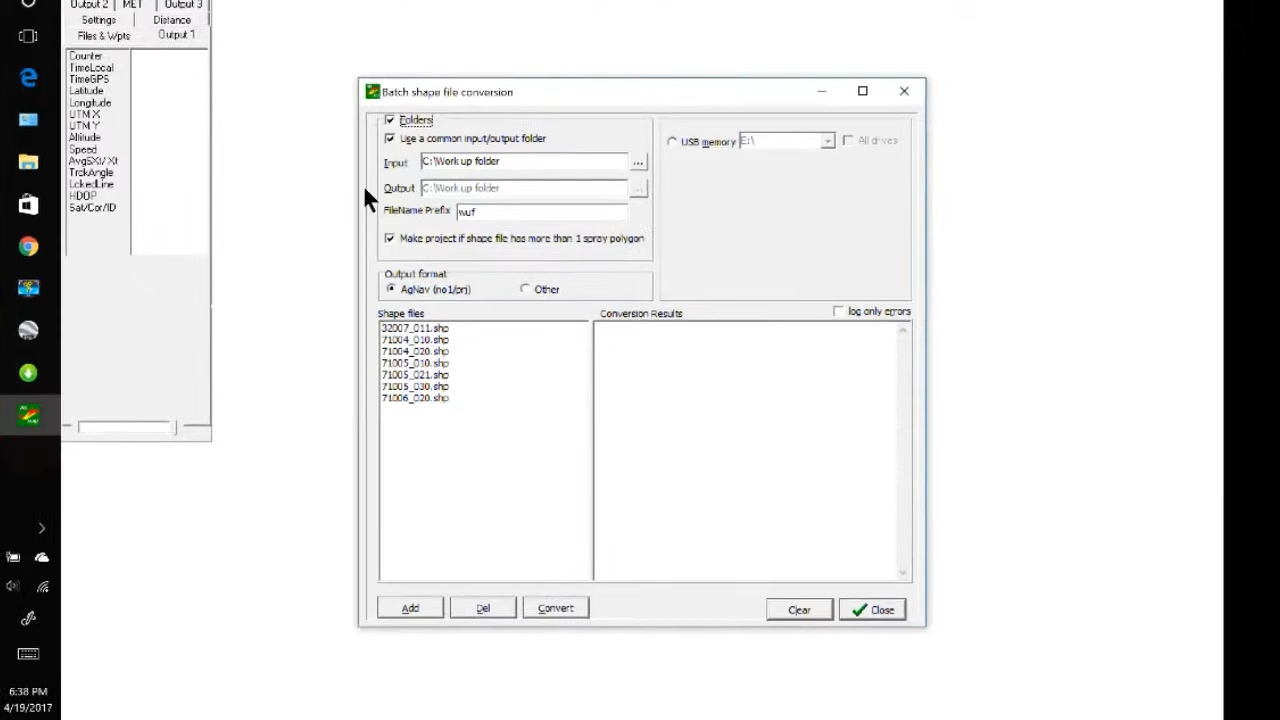 Output 2 MET Output 3
Settings Distance
Files & Wpts Output 1
Counter
TimeLocal
TimeGPS
Latitude
Longitude
UTM X
UTM Y
Altitude
Speed
AvgSXt/ Xt
TrckAngle
LckedLine
HDOP
Sat/Cor/ID
Batch shape file conversion
Folders
Use a common input/output folder
Input C:\Work up folder ...
Output C:\Work up folder ...
FileName Prefix wuf
Make project if shape file has more than 1 spray polygon
USB memory E:\ All drives
Output format
AgNav (no1/prj) Other
Shape files
Conversion Results
log only errors
32007_011.shp
71004_010.shp
71004_020.shp
71005_010.shp
71005_021.shp
71005_030.shp
71006_020.shp
Add Del Convert Clear Close
6:38 PM
4/19/2017